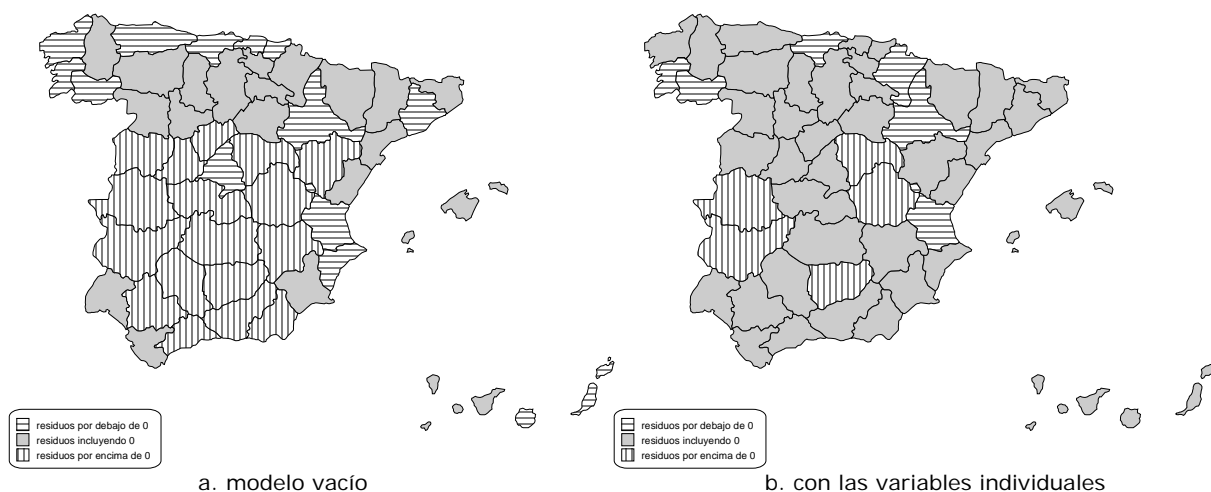 residuos por debajo de 0
residuos incluyendo 0
residuos por encima de 0
a. modelo vacío
residuos por debajo de 0
residuos incluyendo 0
residuos por encima de 0
b. con las variables individuales